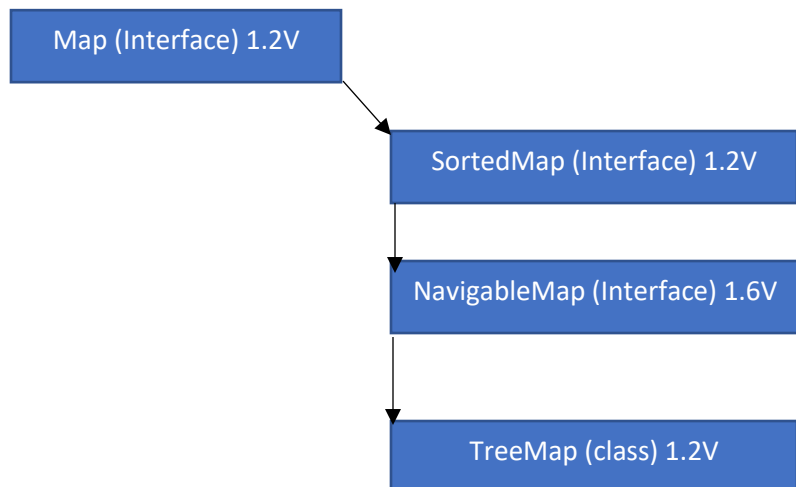 Map (Interface) 1.2V
SortedMap (Interface) 1.2V
NavigableMap (Interface) 1.6V
TreeMap (class) 1.2V